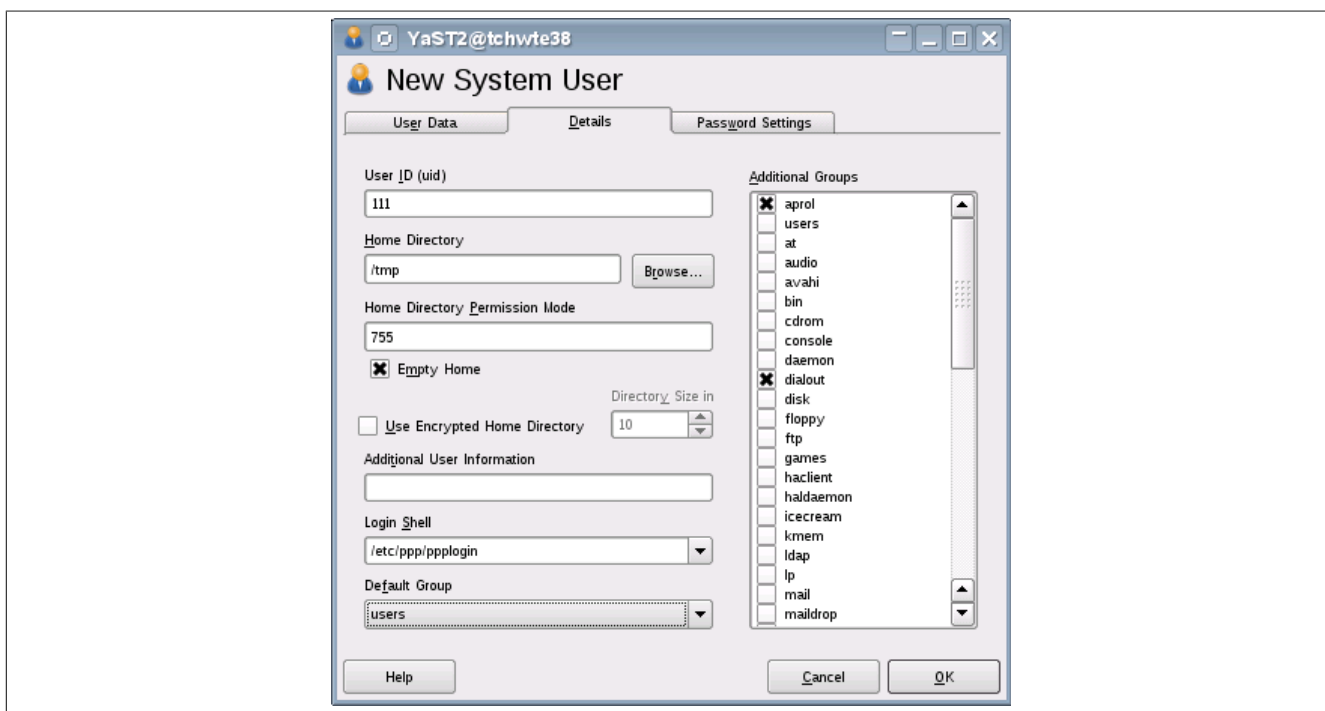 YaST2@tchwte38
New System User
User Data
Details
Password Settings
User ID (uid)
111
Home Directory
/tmp
Browse...
Home Directory Permission Mode
755
Empty Home
Directory Size in
Use Encrypted Home Directory
10
Additional User Information
Login Shell
/etc/ppp/ppplogin
Default Group
users
Additional Groups
aprol
users
at
audio
avahi
bin
cdrom
console
daemon
dialout
disk
floppy
ftp
games
haclient
haldaemon
icecream
kmem
ldap
lp
mail
maildrop
Help
Cancel
OK